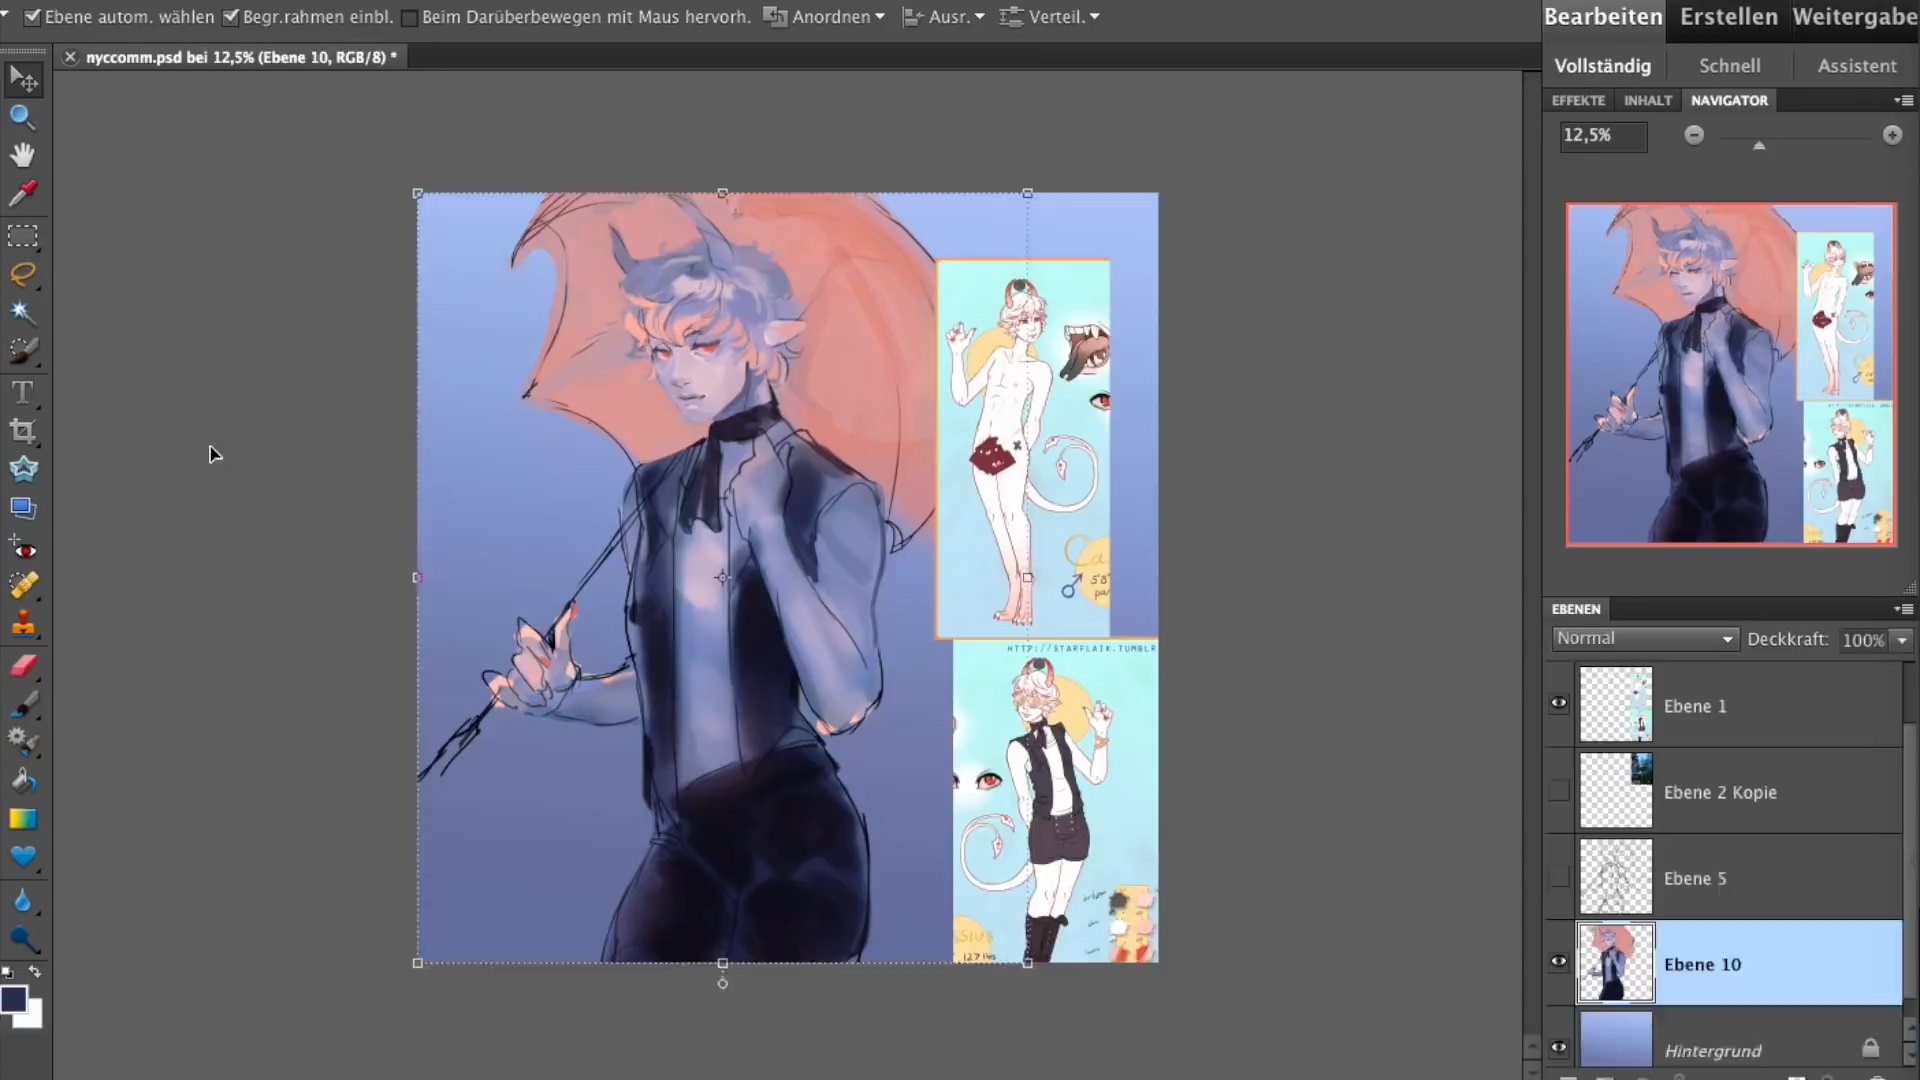 Ebene autom. wählen Begr.rahmen einbl. Beim Darüberbewegen mit Maus hervorh. Anordnen Ausr. Verteil.
Bearbeiten Erstellen Weitergabe
nyccomm.psd bei 12,5% (Ebene 10, RGB/8) *
Vollständig Schnell Assistent
EFFEKTE INHALT NAVIGATOR
12,5%
5'8"
HTTP://STARFLAIK.TUMBLR
EBENEN
Normal Deckkraft: 100%
Ebene 1
Ebene 2 Kopie
Ebene 5
Ebene 10
Hintergrund